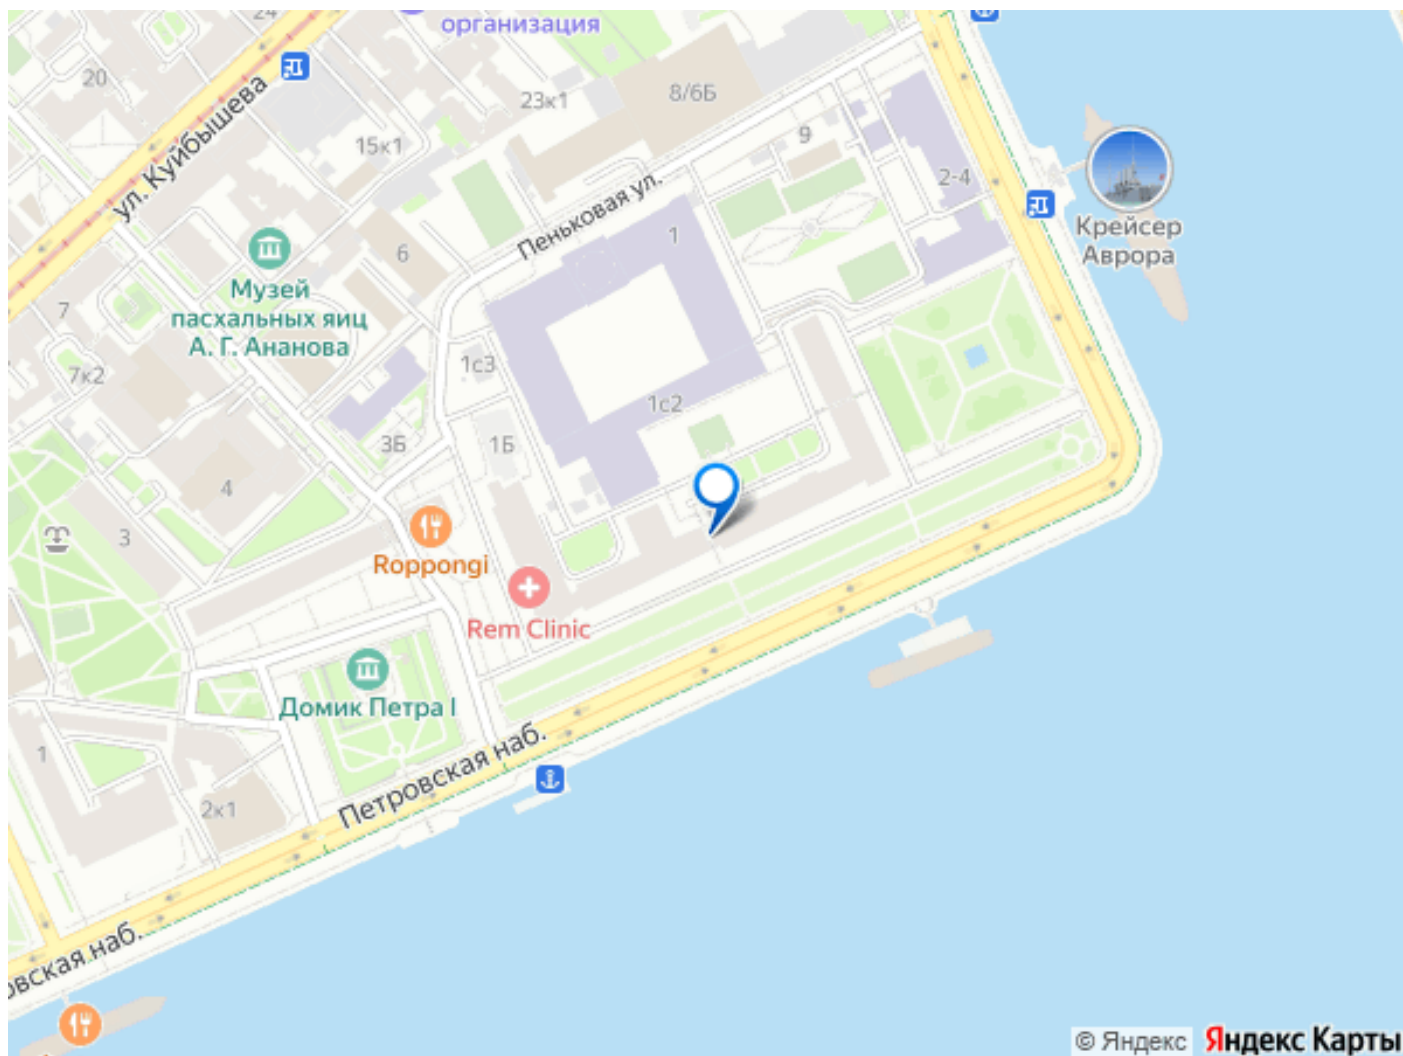 24
организация
20
ул. Куйбышева
23к1
8/6Б
15к1
9
2-4
Пеньковая ул.
Крейсер
Аврора
1
6
Музей
пасхальных яиц
А. Г. Ананова
7
7к2
1с3
1с2
3Б
1Б
4
3
Roppongi
Rem Clinic
Домик Петра I
1
2к1
Петровская наб.
овская наб.
© Яндекс Яндекс Карты